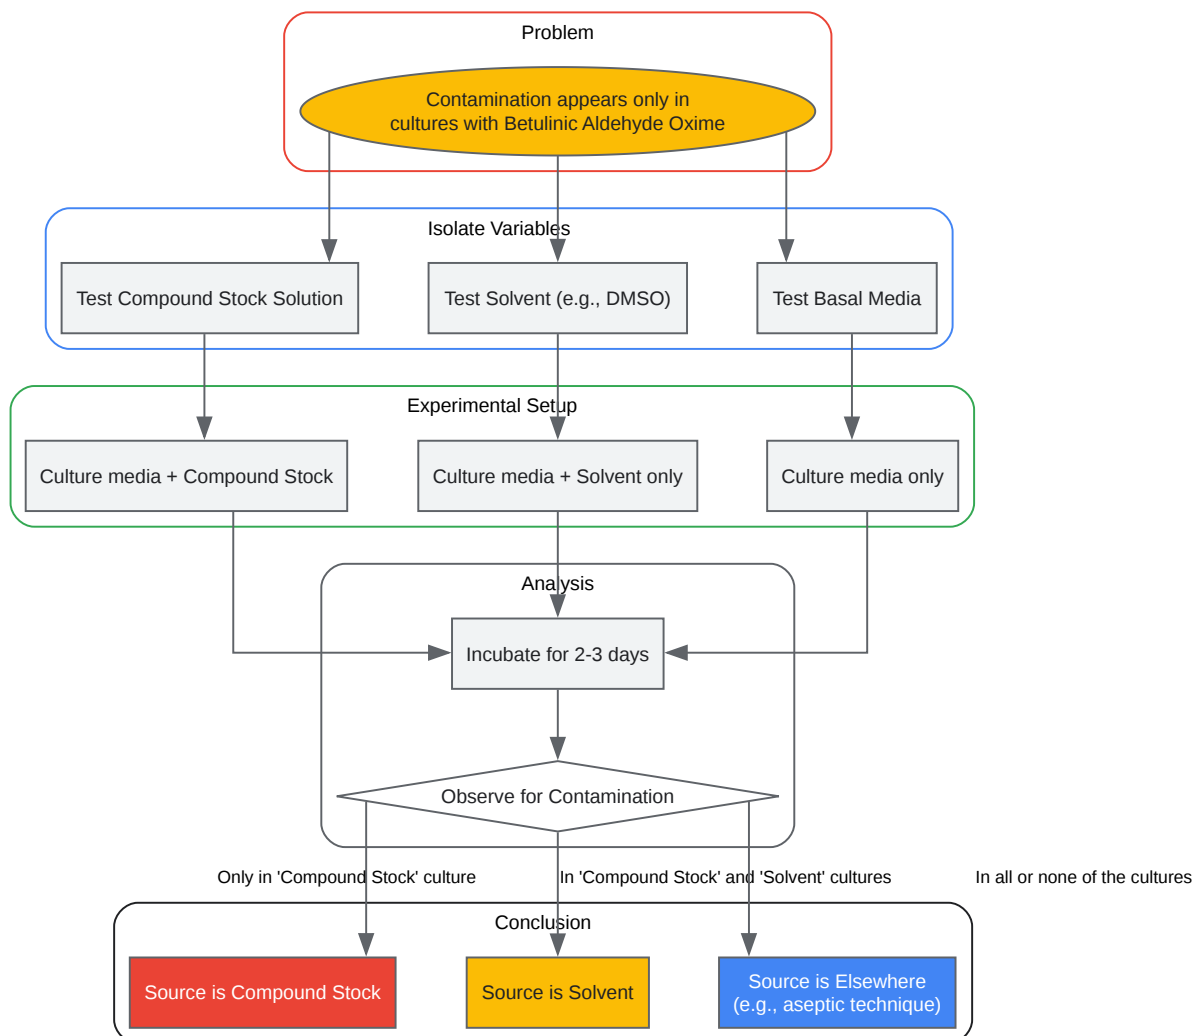 Problem
Contamination appears only in
cultures with Betulinic Aldehyde Oxime
Isolate Variables
Test Compound Stock Solution
Test Solvent (e.g., DMSO)
Test Basal Media
Experimental Setup
Culture media + Compound Stock
Culture media + Solvent only
Culture media only
Analysis
Incubate for 2-3 days
Observe for Contamination
Only in 'Compound Stock' culture
In 'Compound Stock' and 'Solvent' cultures
In all or none of the cultures
Conclusion
Source is Compound Stock
Source is Solvent
Source is Elsewhere
(e.g., aseptic technique)